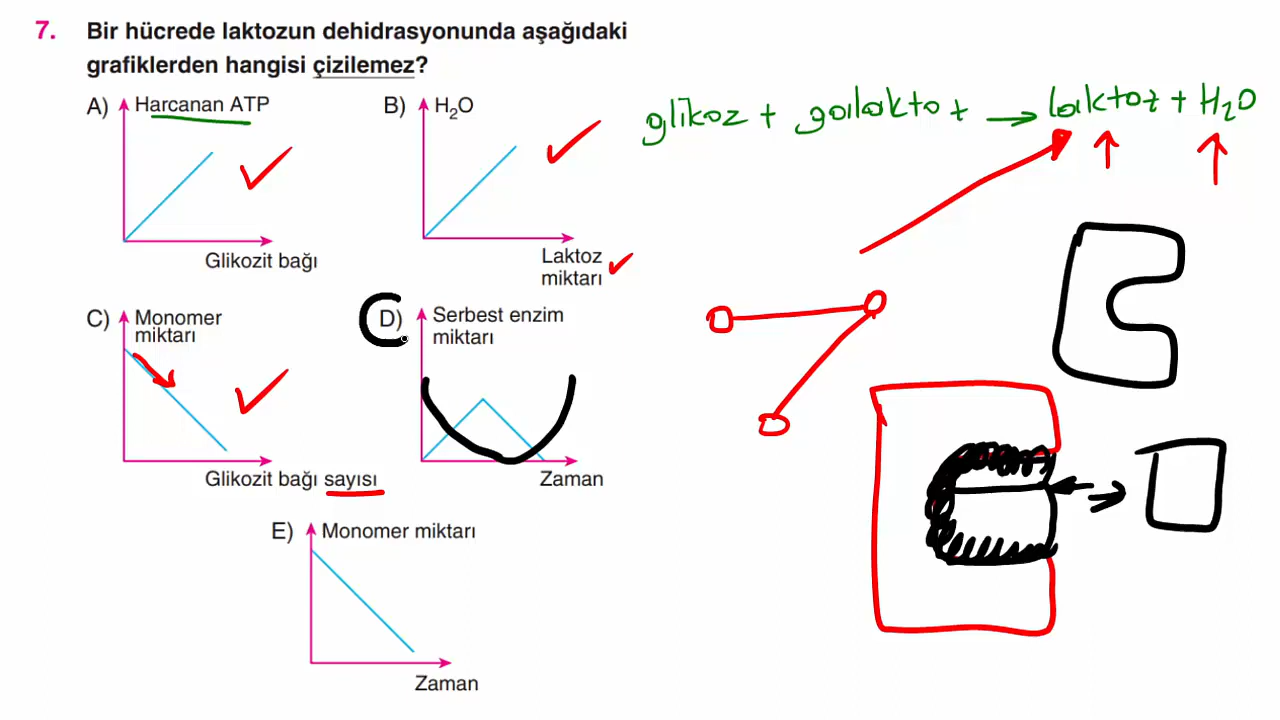 7. Bir hücrede laktozun dehidrasyonunda aşağıdaki
grafiklerden hangisi çizilemez?
A) Harcanan ATP
Glikozit bağı
B) H₂O
Laktoz
miktarı
glikoz + galaktoz → laktoz + H₂O
C) Monomer
miktarı
Glikozit bağı sayısı
D) Serbest enzim
miktarı
Zaman
E) Monomer miktarı
Zaman